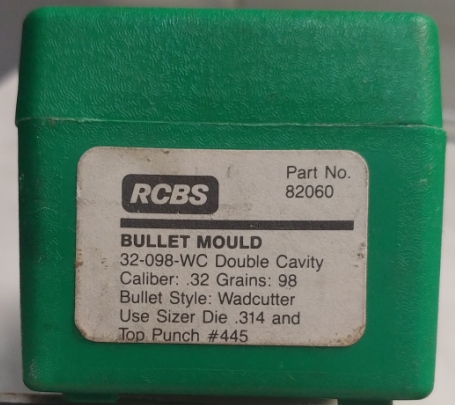 RCBS
Part No.
82060
BULLET MOULD
32-098-WC Double Cavity
Caliber: .32 Grains: 98
Bullet Style: Wadcutter
Use Sizer Die .314 and
Top Punch #445